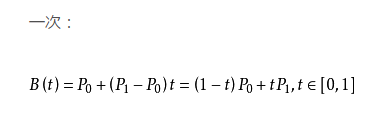 一次：
B(t) = P₀ + (P₁ − P₀)t = (1 − t)P₀ + tP₁, t ∈ [0,1]